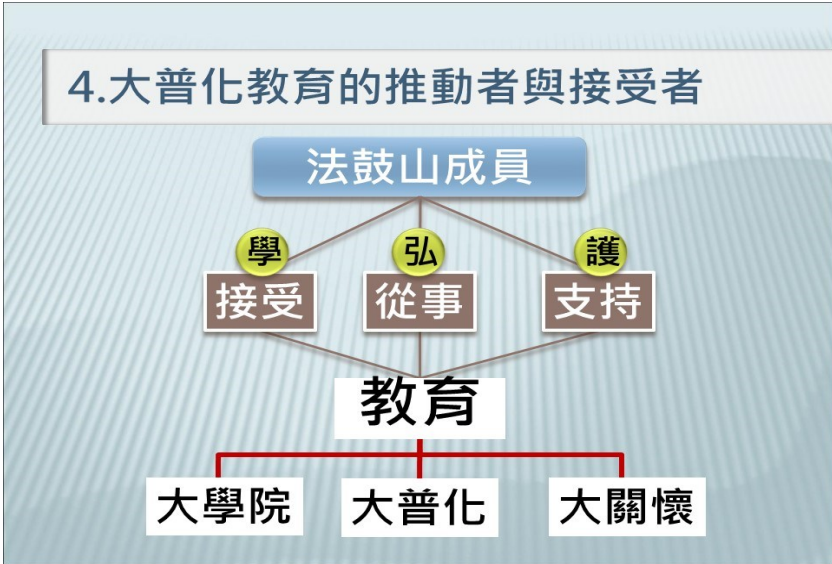 4.大普化教育的推動者與接受者
法鼓山成員
學 弘 護
接受 從事 支持
教育
大學院 大普化 大關懷